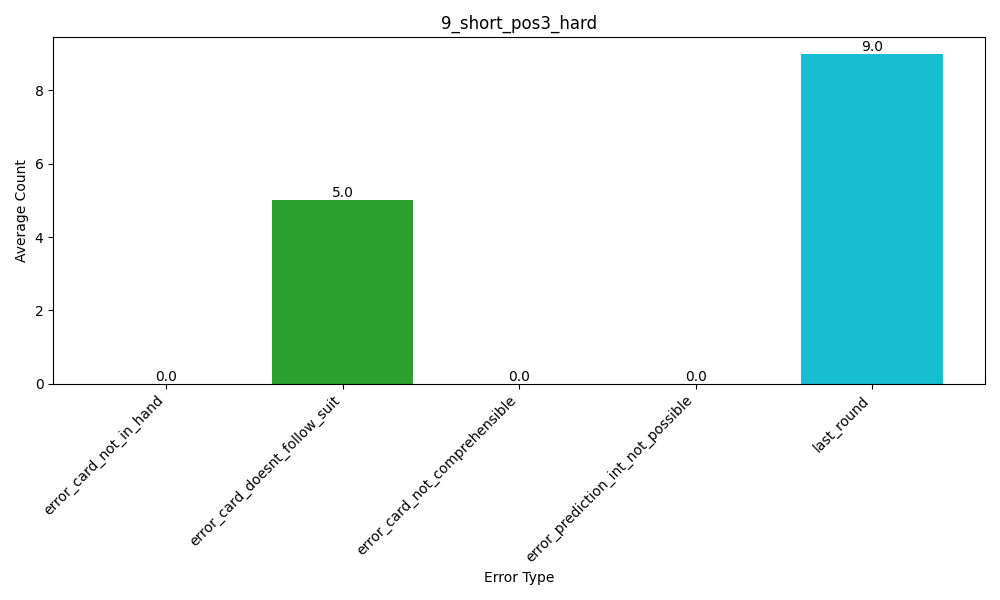 9_short_pos3_hard
Average Count
8
6
4
2
0
0.0
5.0
0.0
0.0
9.0
error_card_not_in_hand
error_card_doesnt_follow_suit
error_card_not_comprehensible
error_prediction_int_not_possible
last_round
Error Type